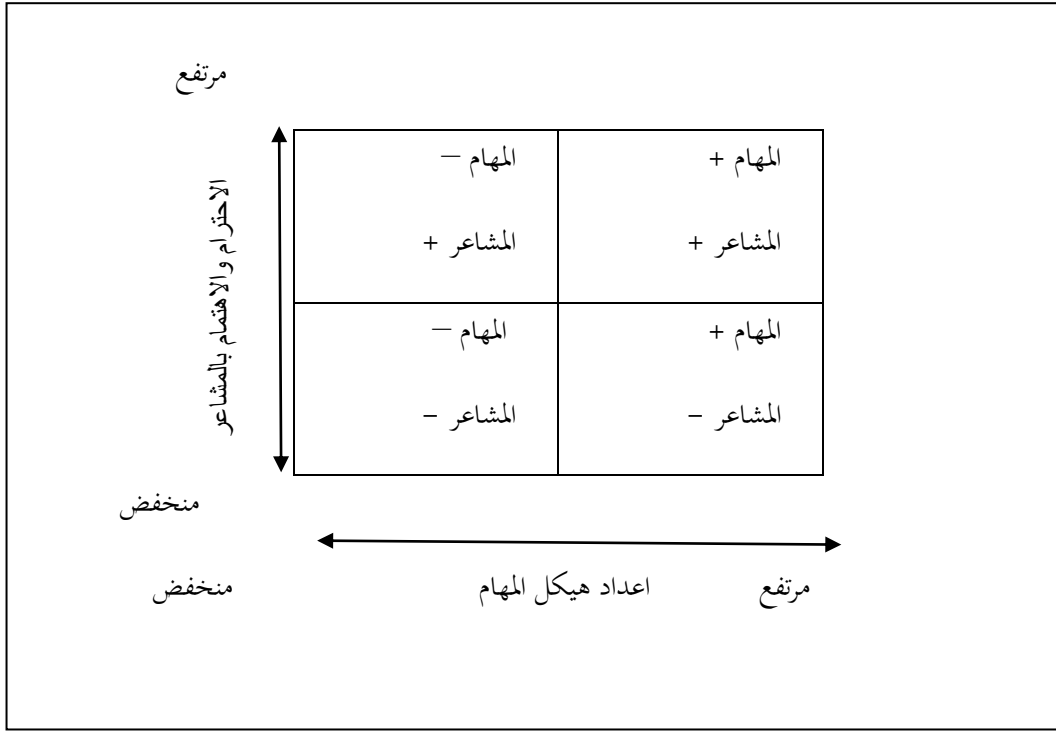 مرتفع
المهام + المهام —
المشاعر + المشاعر +
المهام + المهام —
المشاعر - المشاعر -
الاحترام والاهتمام بالمشاعر
منخفض
مرتفع اعداد هيكل المهام منخفض